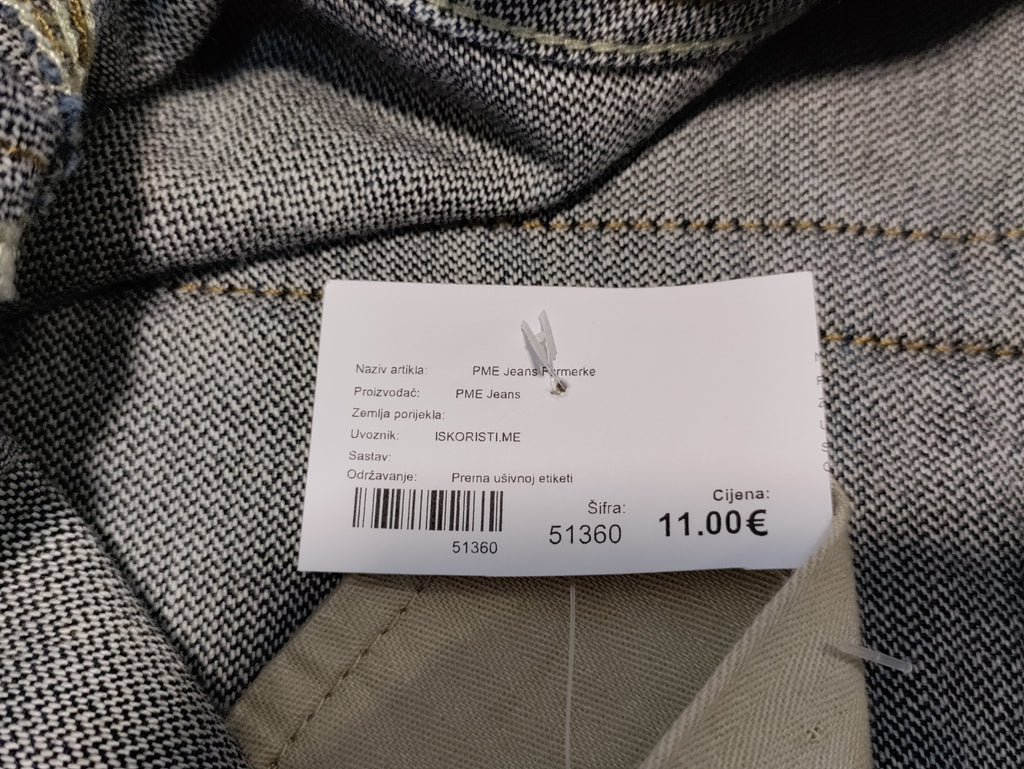 Naziv artikla: PME Jeans Farmerke
Proizvođač: PME Jeans
Zemlja porijekla:
Uvoznik: ISKORISTI.ME
Sastav:
Održavanje: Prema ušivnoj etiketi
Šifra: Cijena:
51360 51360 11.00€